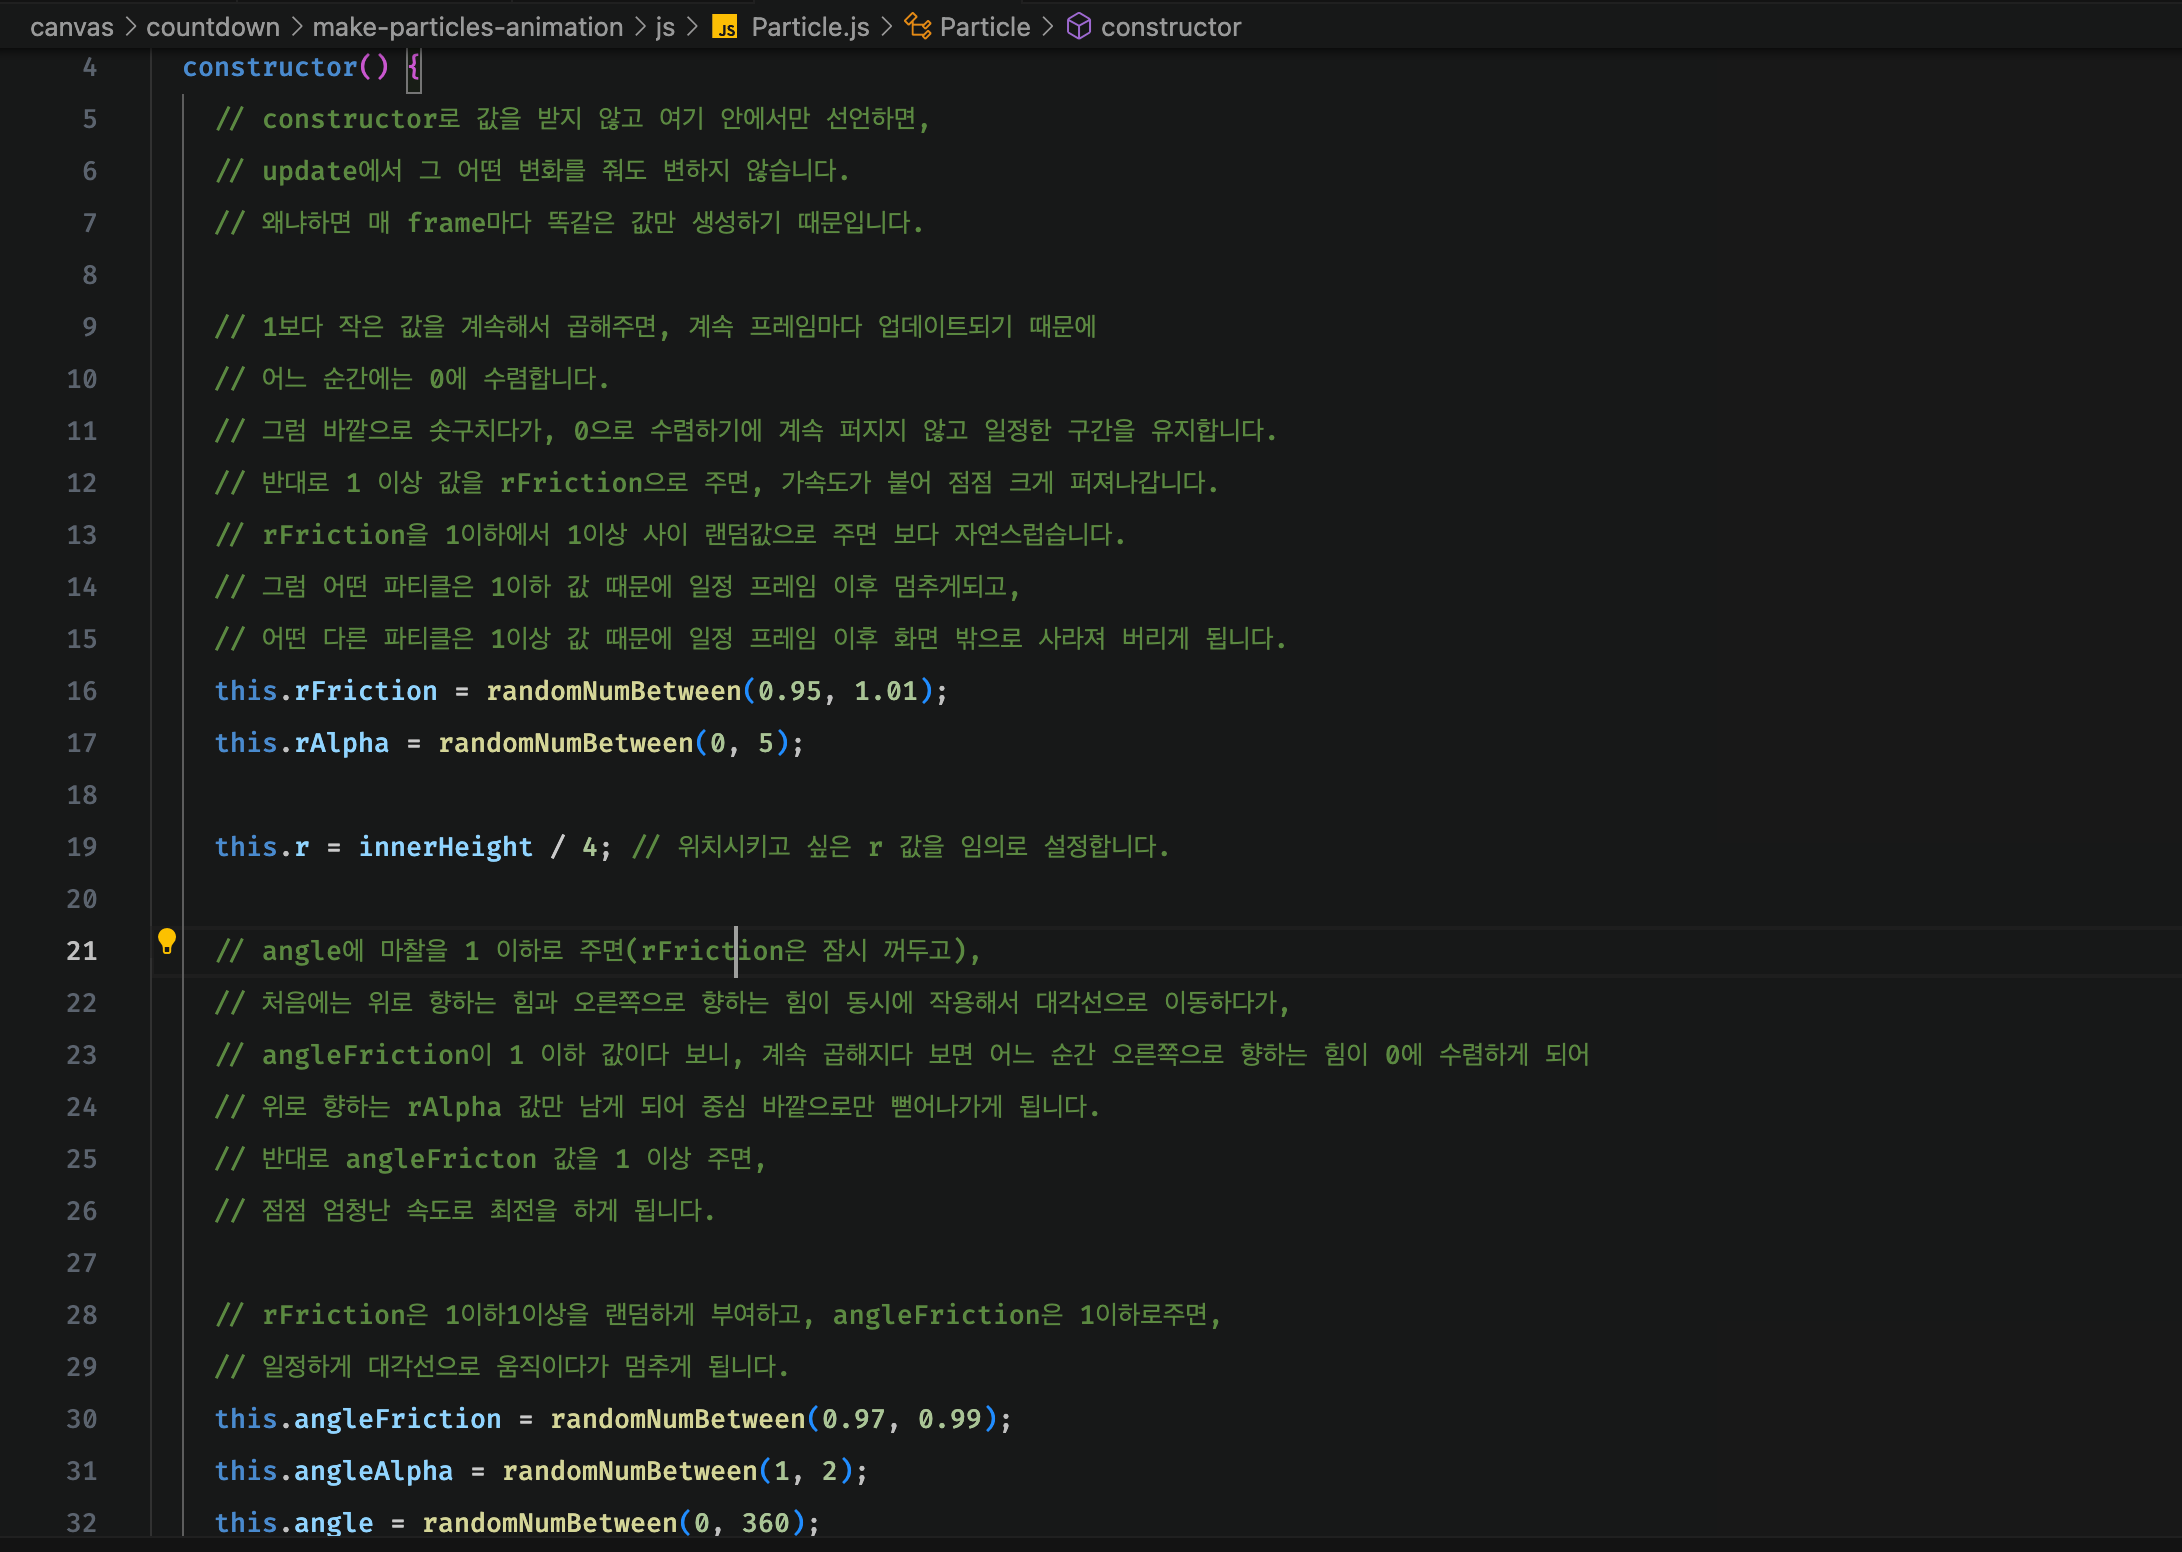 canvas > countdown > make-particles-animation > js > JS Particle.js > Particle > constructor
4 constructor() {
5 // constructor로 값을 받지 않고 여기 안에서만 선언하면,
6 // update에서 그 어떤 변화를 줘도 변하지 않습니다.
7 // 왜냐하면 매 frame마다 똑같은 값만 생성하기 때문입니다.
8
9 // 1보다 작은 값을 계속해서 곱해주면, 계속 프레임마다 업데이트되기 때문에
10 // 어느 순간에는 0에 수렴합니다.
11 // 그럼 바깥으로 솟구치다가, 0으로 수렴하기에 계속 퍼지지 않고 일정한 구간을 유지합니다.
12 // 반대로 1 이상 값을 rFriction으로 주면, 가속도가 붙어 점점 크게 퍼져나갑니다.
13 // rFriction을 1이하에서 1이상 사이 랜덤값으로 주면 보다 자연스럽습니다.
14 // 그럼 어떤 파티클은 1이하 값 때문에 일정 프레임 이후 멈추게되고,
15 // 어떤 다른 파티클은 1이상 값 때문에 일정 프레임 이후 화면 밖으로 사라져 버리게 됩니다.
16 this.rFriction = randomNumBetween(0.95, 1.01);
17 this.rAlpha = randomNumBetween(0, 5);
18
19 this.r = innerHeight / 4; // 위치시키고 싶은 r 값을 임의로 설정합니다.
20
21 // angle에 마찰을 1 이하로 주면(rFriction은 잠시 꺼두고),
22 // 처음에는 위로 향하는 힘과 오른쪽으로 향하는 힘이 동시에 작용해서 대각선으로 이동하다가,
23 // angleFriction이 1 이하 값이다 보니, 계속 곱해지다 보면 어느 순간 오른쪽으로 향하는 힘이 0에 수렴하게 되어
24 // 위로 향하는 rAlpha 값만 남게 되어 중심 바깥으로만 뻗어나가게 됩니다.
25 // 반대로 angleFricton 값을 1 이상 주면,
26 // 점점 엄청난 속도로 최전을 하게 됩니다.
27
28 // rFriction은 1이하1이상을 랜덤하게 부여하고, angleFriction은 1이하로주면,
29 // 일정하게 대각선으로 움직이다가 멈추게 됩니다.
30 this.angleFriction = randomNumBetween(0.97, 0.99);
31 this.angleAlpha = randomNumBetween(1, 2);
32 this.angle = randomNumBetween(0, 360);